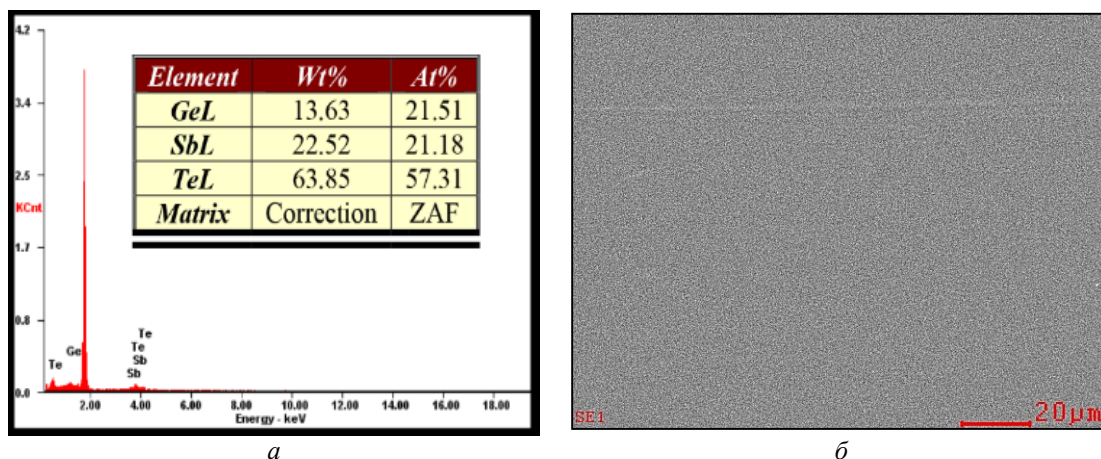 4.2
3.4
2.5
KCnt
1.7
0.8
0.0
Element Wt% At%
GeL 13.63 21.51
SbL 22.52 21.18
TeL 63.85 57.31
Matrix Correction ZAF
Te
Ge
Te
Te
Sb
Sb
2.00 4.00 6.00 8.00 10.00 12.00 14.00 16.00 18.00
Energy - keV
SE1
20µm
а
б